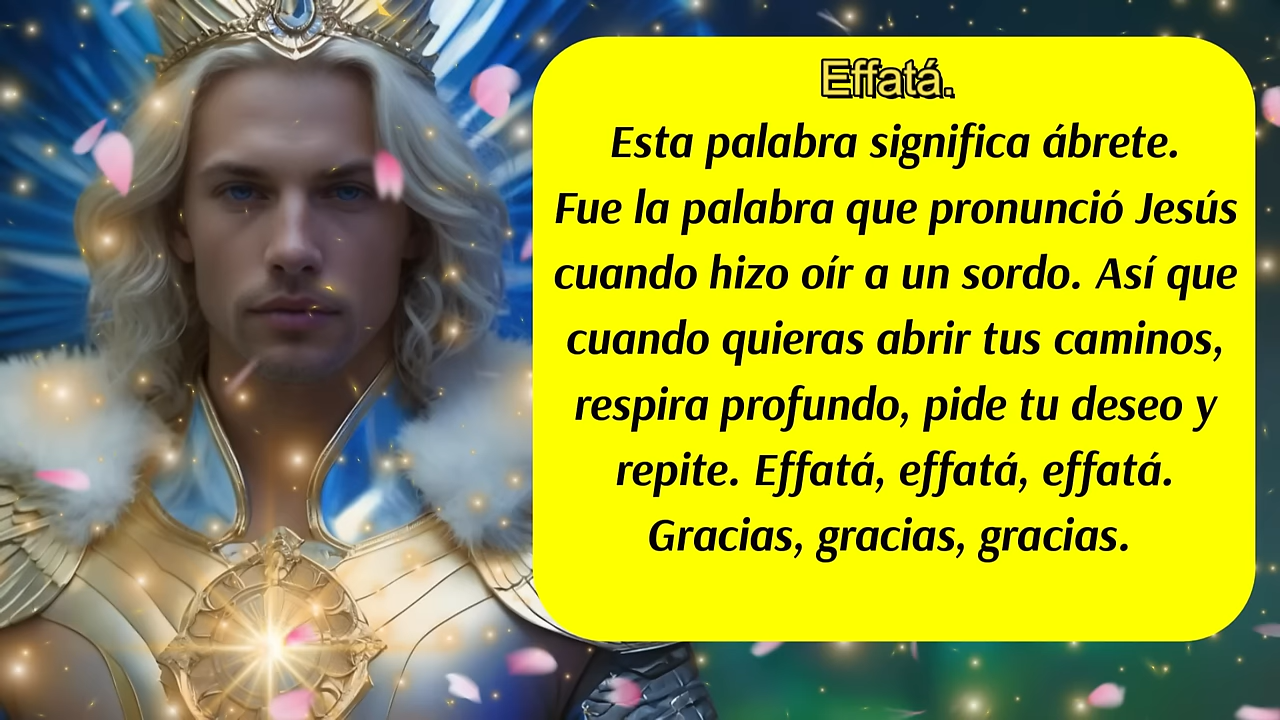 Effatá.
Esta palabra significa ábrete.
Fue la palabra que pronunció Jesús
cuando hizo oír a un sordo. Así que
cuando quieras abrir tus caminos,
respira profundo, pide tu deseo y
repite. Effatá, effatá, effatá.
Gracias, gracias, gracias.